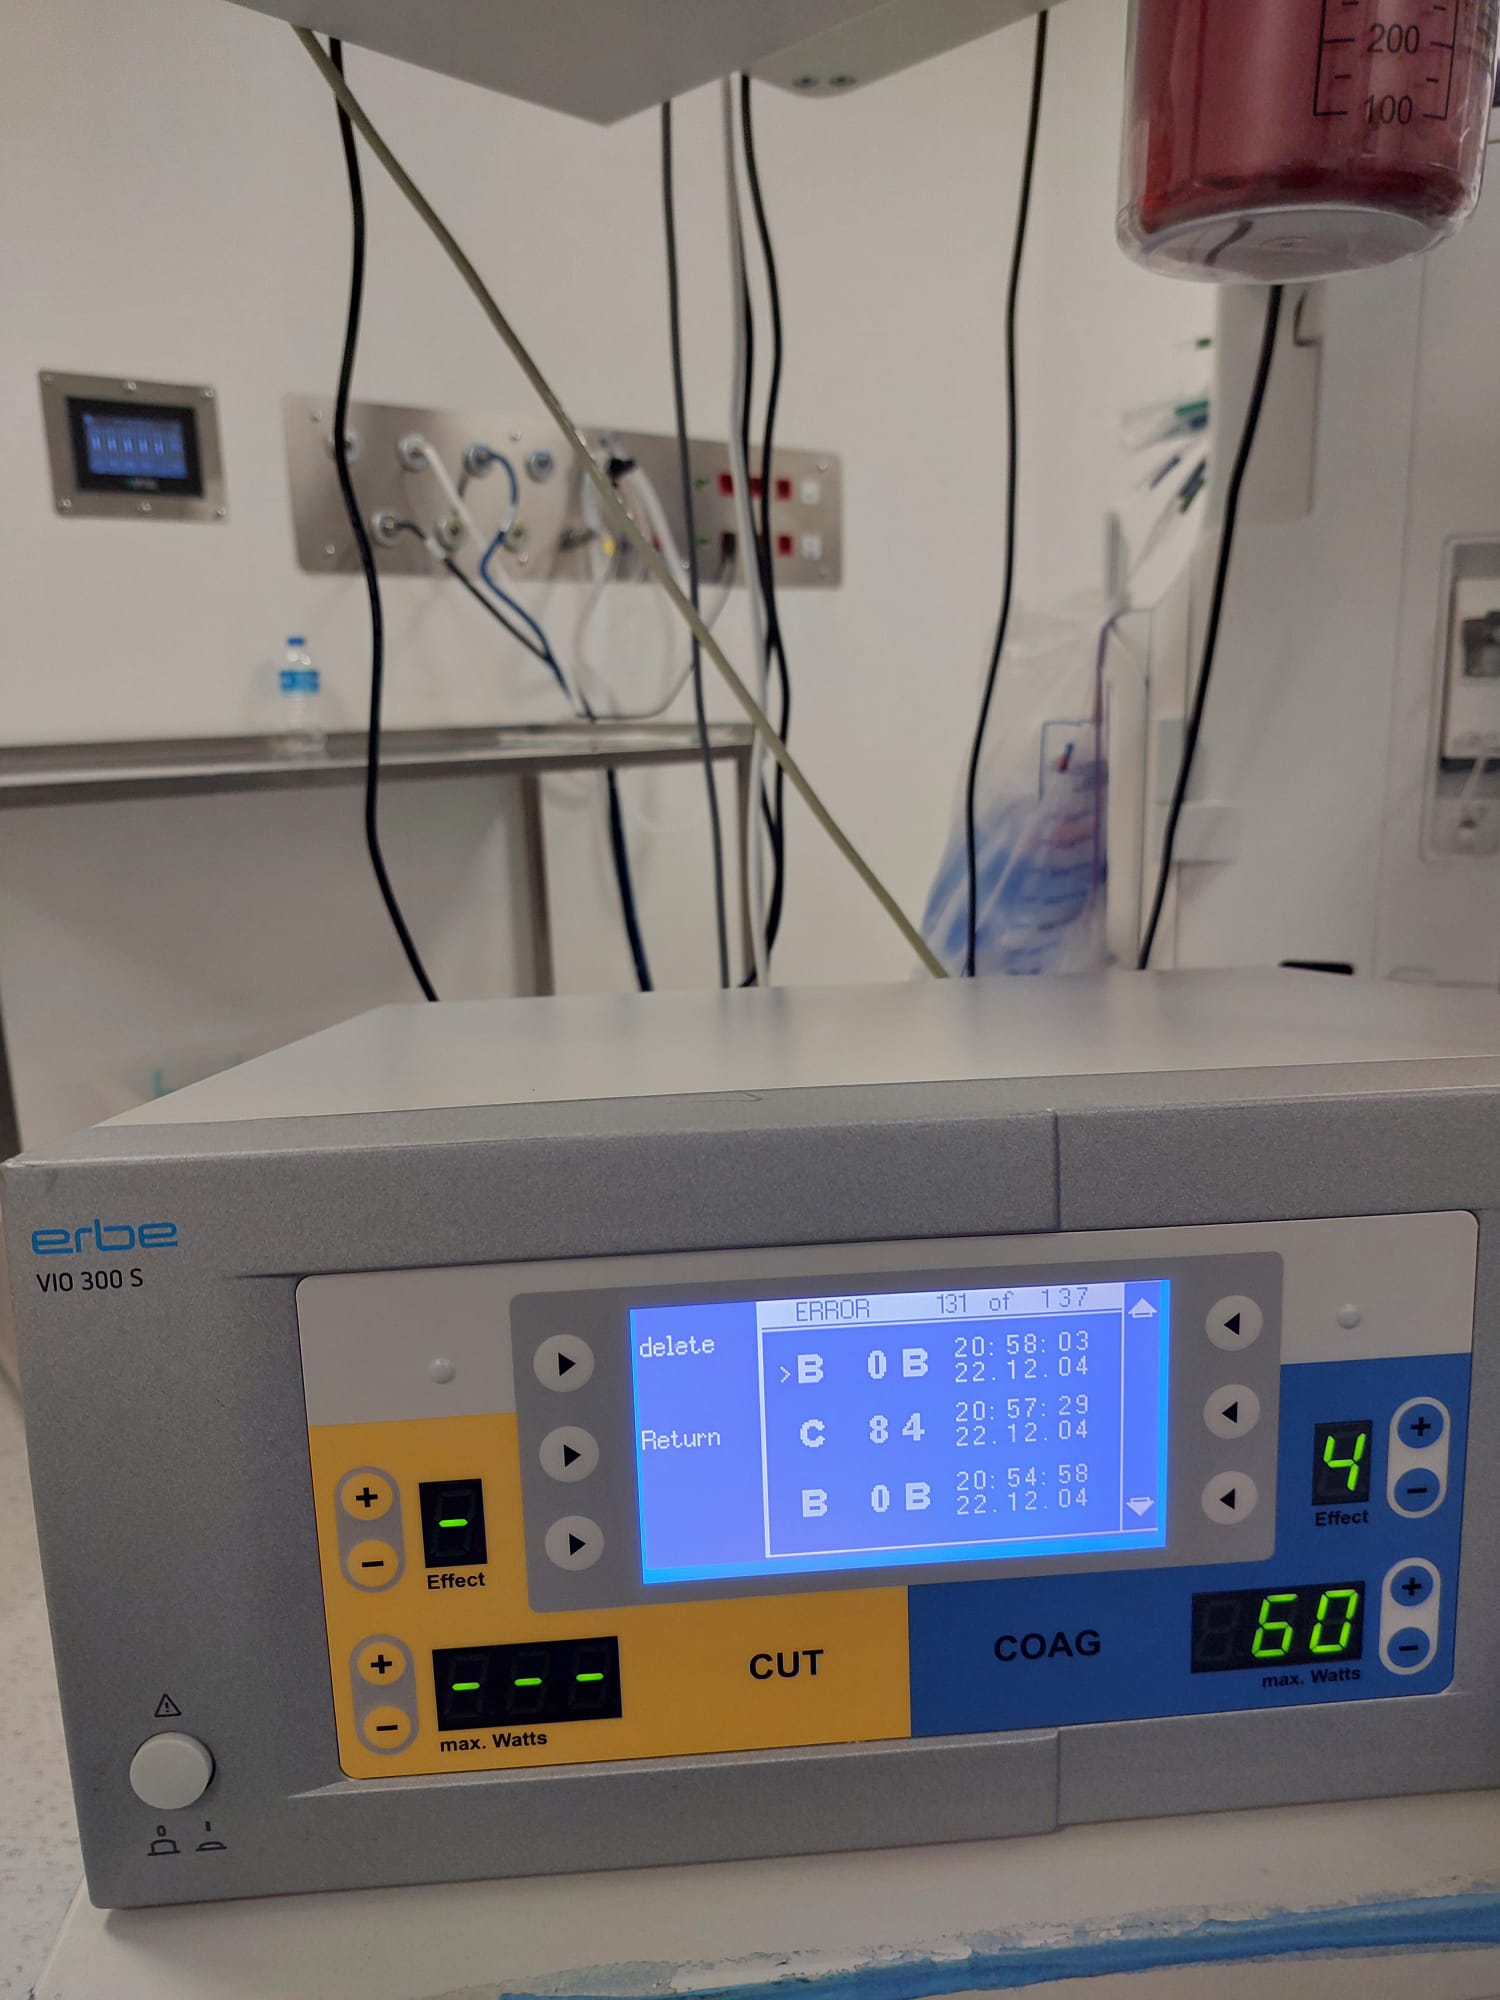 200
100
erbe
VIO 300 S
delete
Return
ERROR 131 of 137
>B 0B 20:58:03
22.12.04
C 84 20:57:29
22.12.04
B 0B 20:54:58
22.12.04
+
-
-
Effect
+
-
- - -
max. Watts
CUT
COAG
4
Effect
+
-
60
max. Watts
+
-